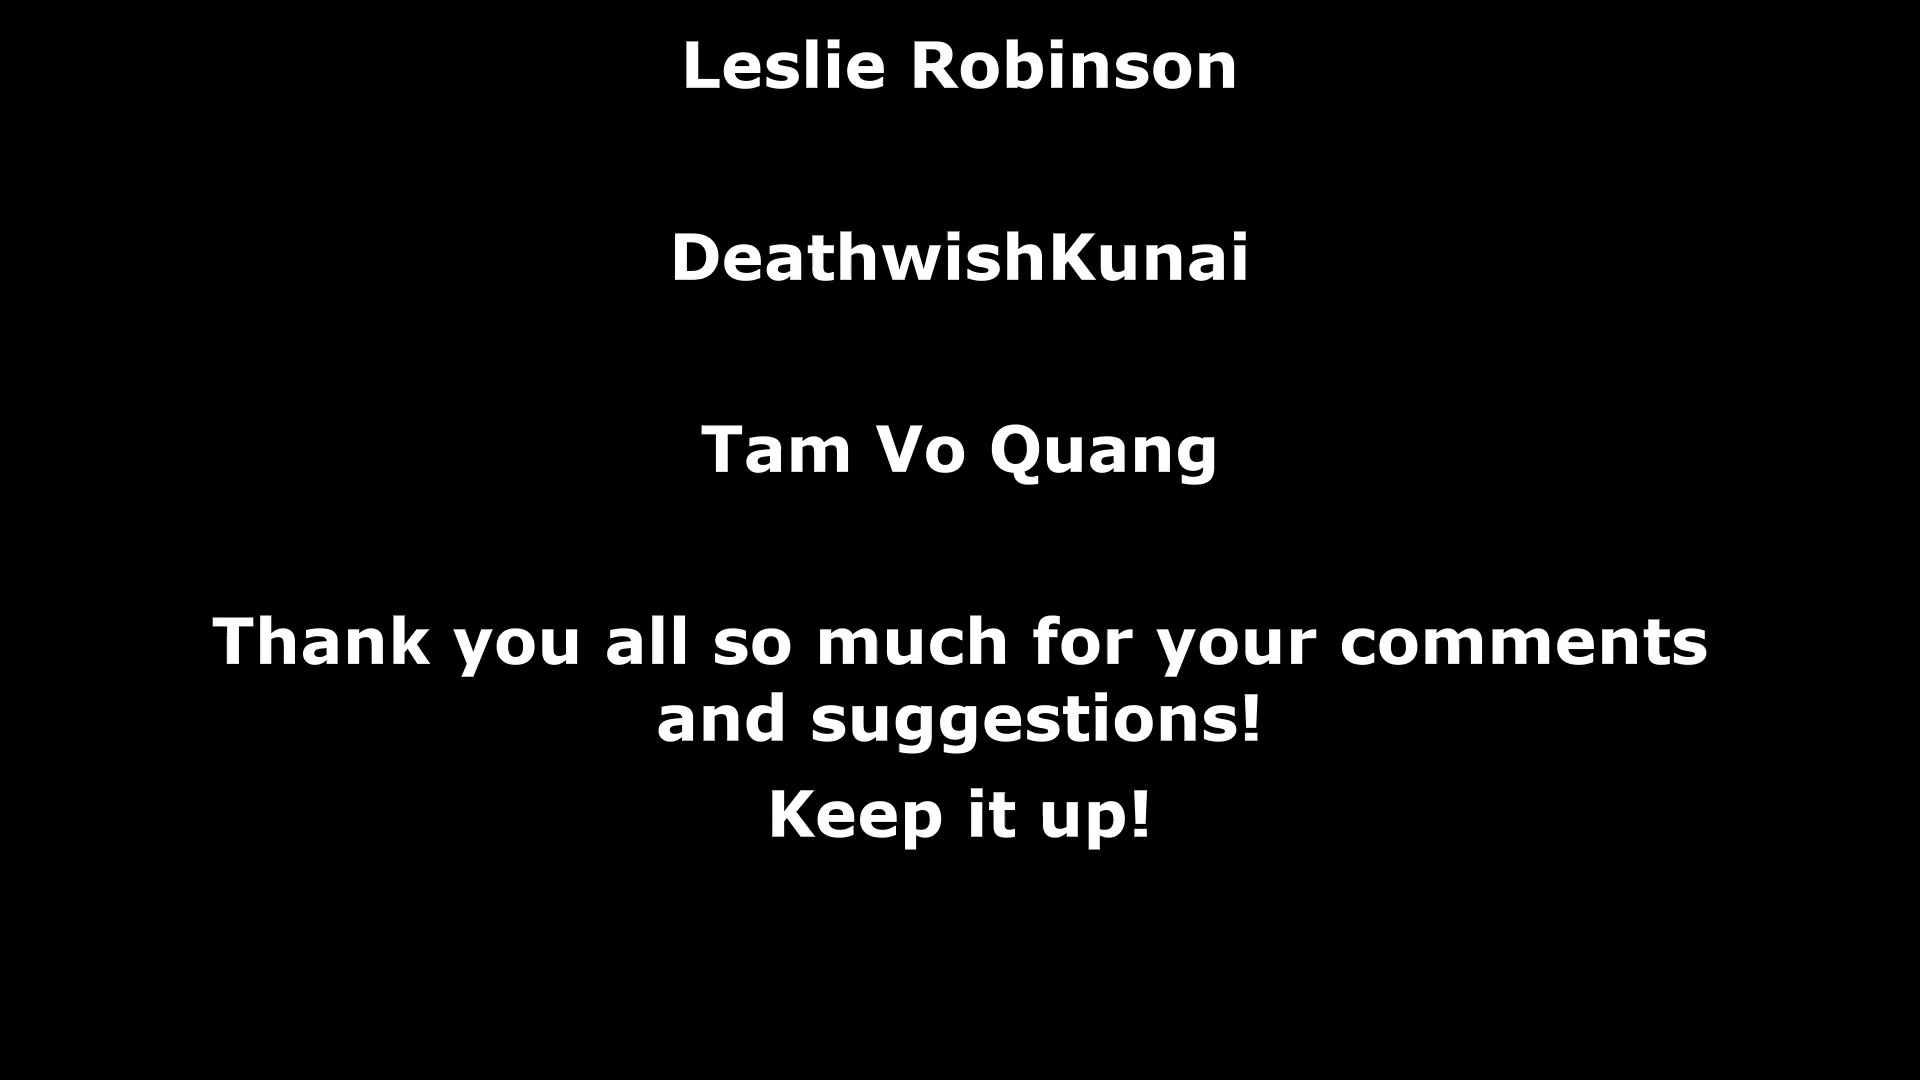 Leslie Robinson
DeathwishKunai
Tam Vo Quang
Thank you all so much for your comments
and suggestions!
Keep it up!